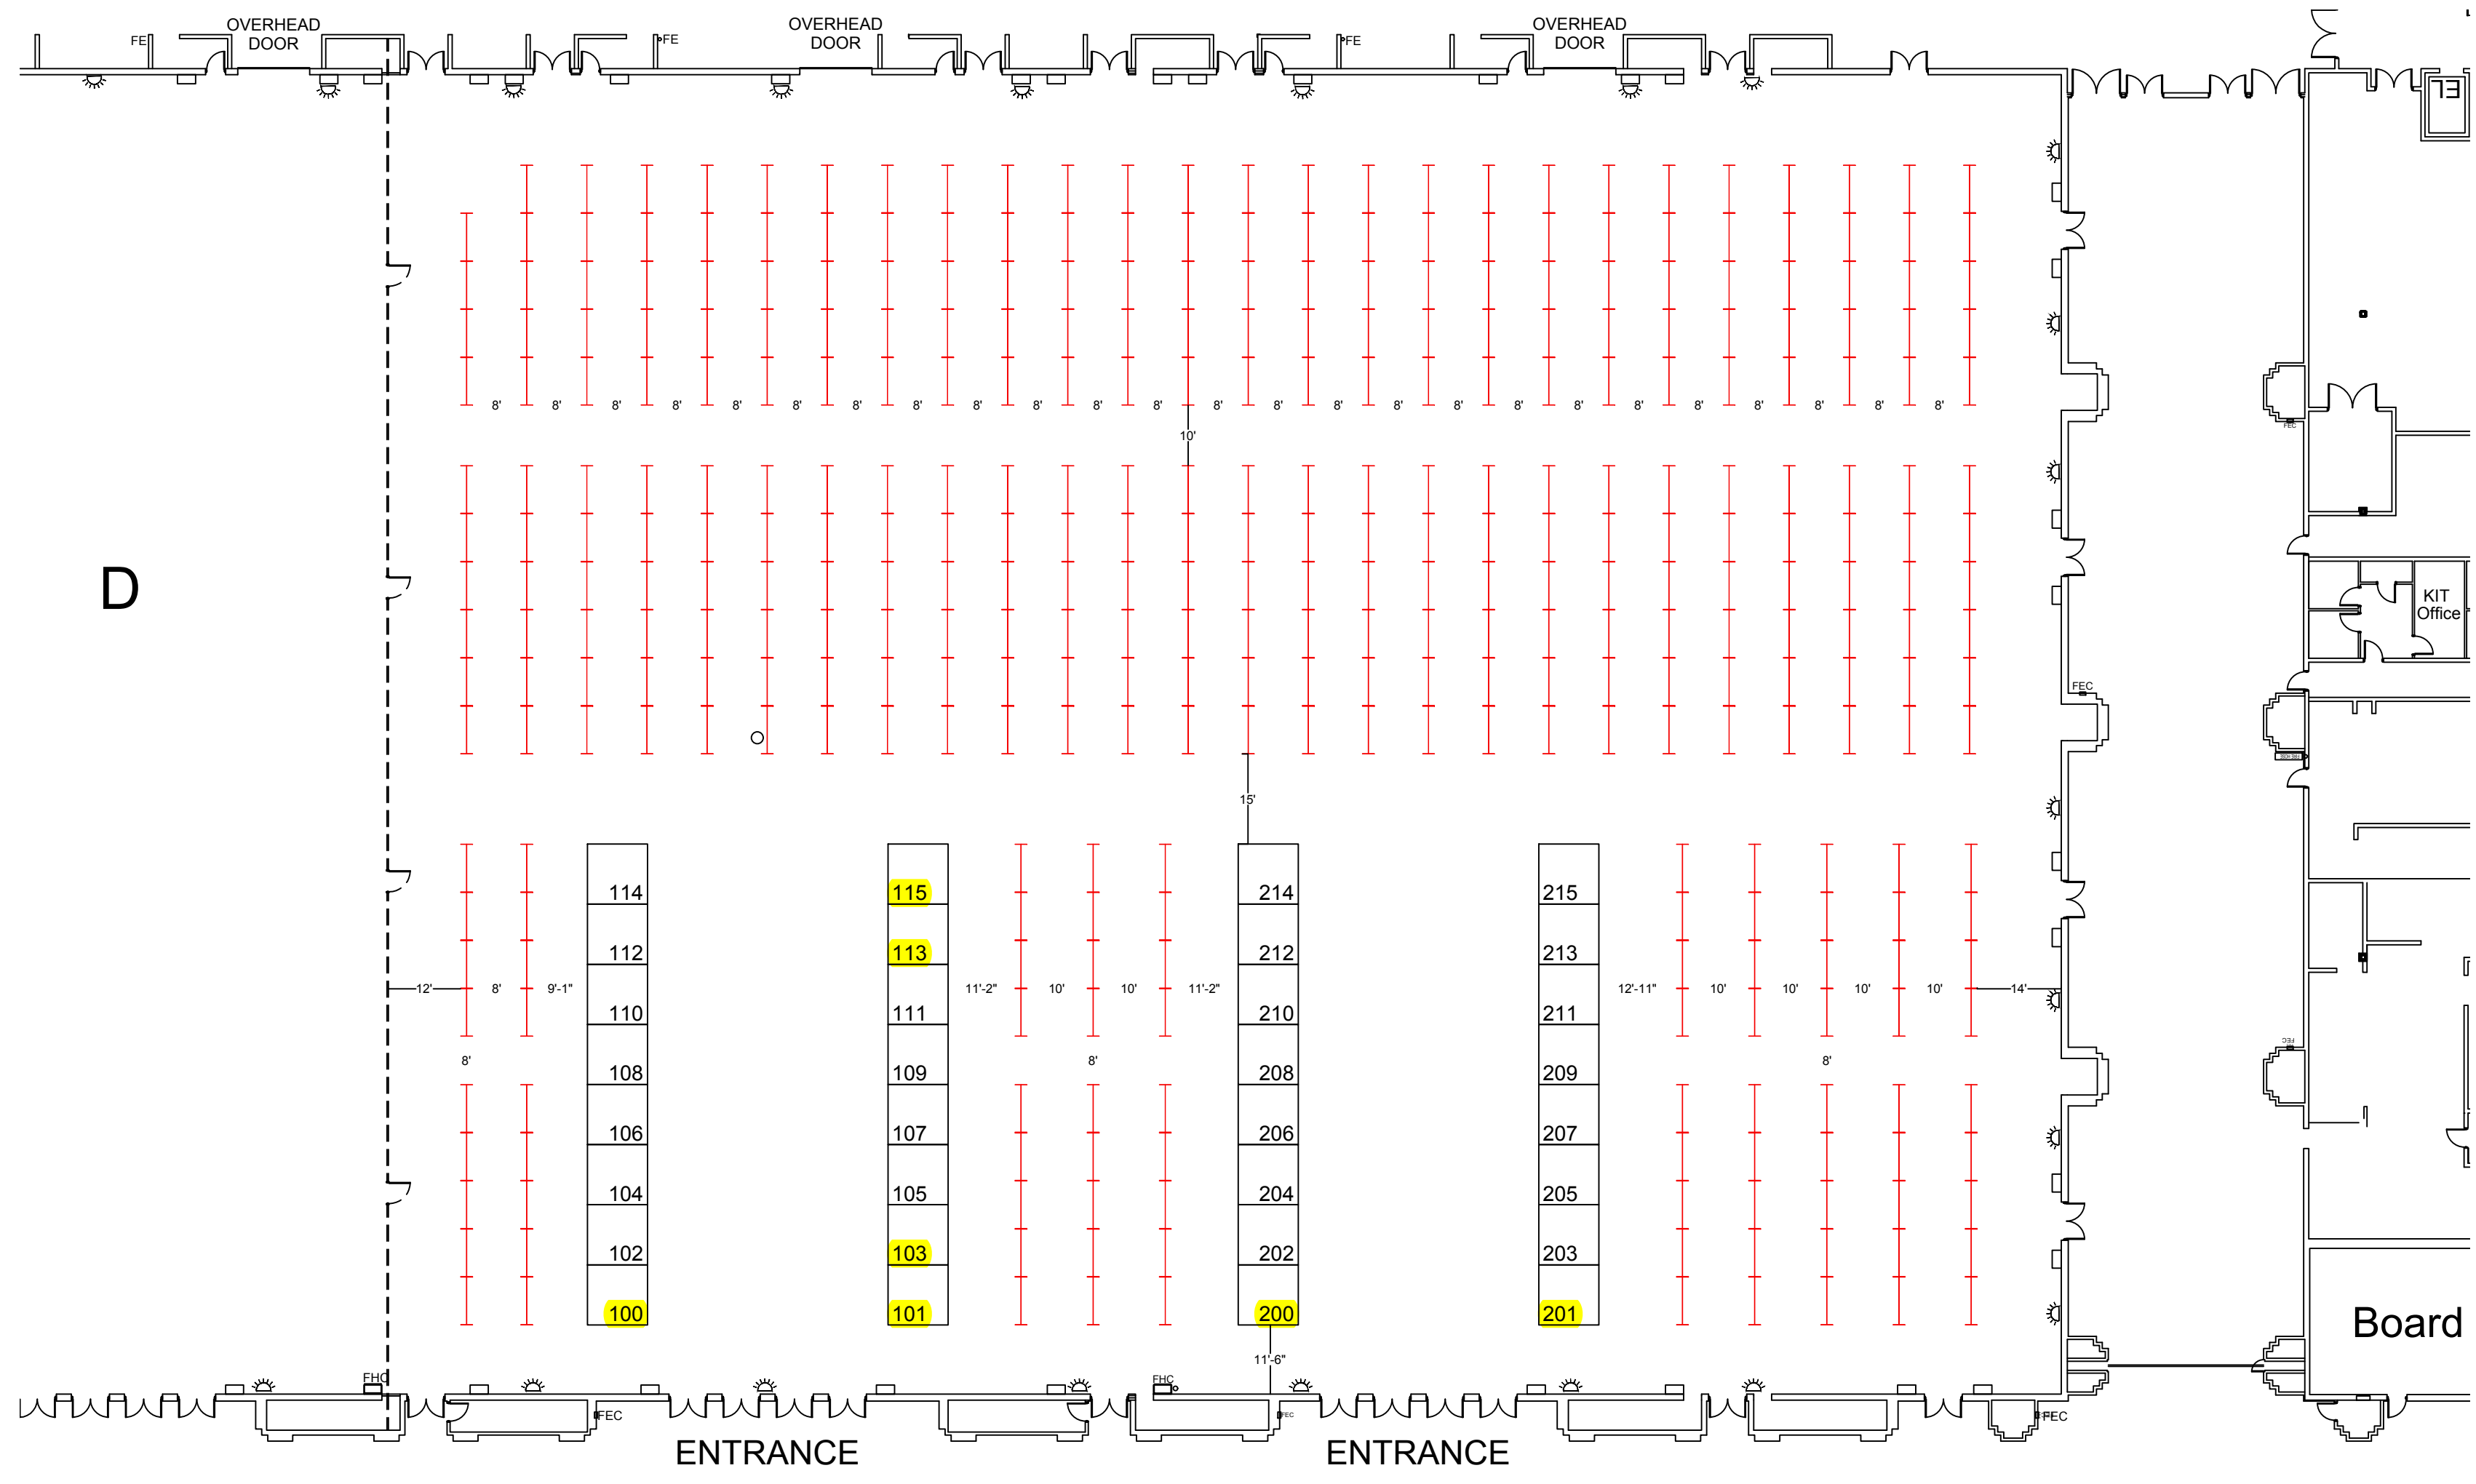 OVERHEAD
DOOR
OVERHEAD
DOOR
OVERHEAD
DOOR
FE
FE
FE
EL
8' 8' 8' 8' 8' 8' 8' 8' 8' 8' 8' 8' 8' 8' 8' 8' 8' 8' 8' 8' 8' 8' 8' 8' 8'
10'
FEC
D
KIT
Office
FEC
15'
114 115 214 215
112 113 212 213
12' 8' 9'-1" 11'-2" 10' 10' 11'-2" 12'-11" 10' 10' 10' 10' 14'
110 111 210 211
FEC
8' 8' 8'
108 109 208 209
106 107 206 207
104 105 204 205
102 103 202 203
100 101 200 201
Board
11'-6"
FHC
FHC
FEC
FEC
FEC
ENTRANCE
ENTRANCE